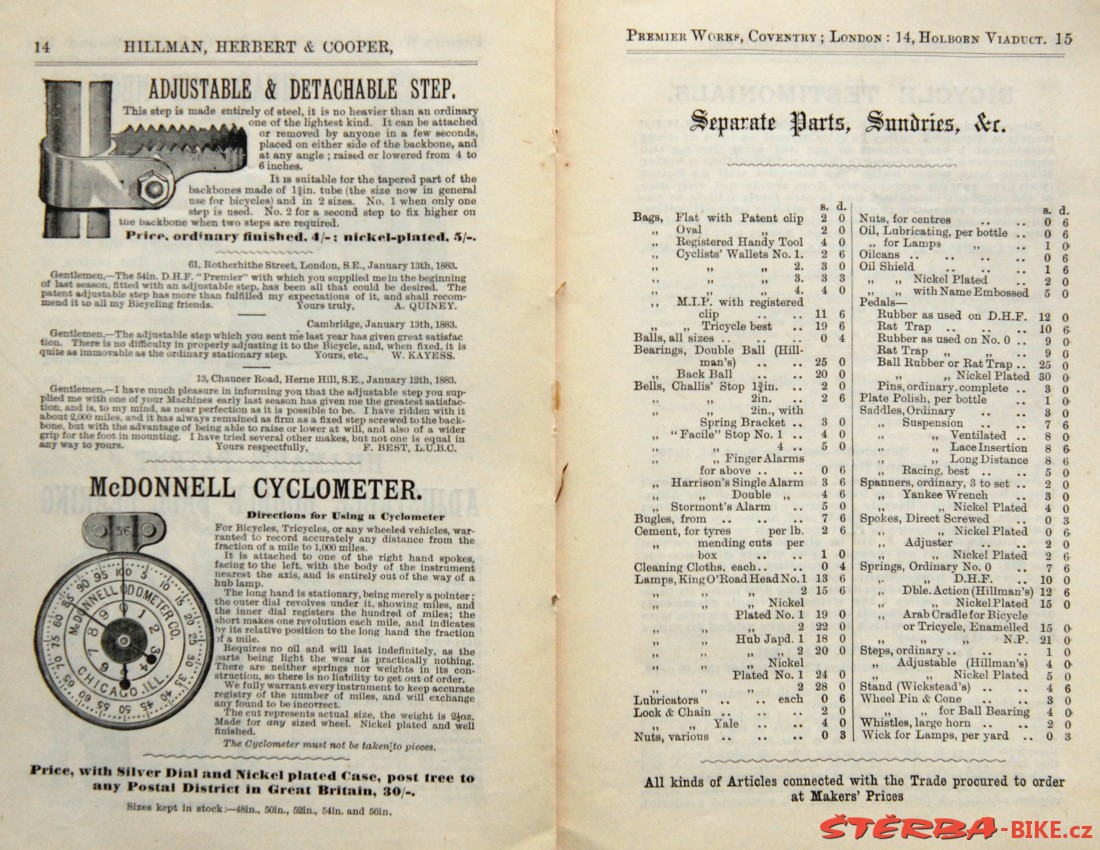 14 HILLMAN, HERBERT & COOPER,
ADJUSTABLE & DETACHABLE STEP.
This step is made entirely of steel, it is no heavier than an ordinary
one of the lightest kind. It can be attached
or removed by anyone in a few seconds,
placed on either side of the backbone, and
at any angle; raised or lowered from 4 to
6 inches.
It is suitable for the tapered part of the
backbones made of 1⅜in. tube (the size now in general
use for bicycles) and in 2 sizes. No. 1 when only one
step is used. No. 2 for a second step to fix higher on
the backbone when two steps are required.
Price, ordinary finished, 4/-; nickel-plated, 5/-.
61, Rotherhithe Street, London, S.E., January 13th, 1883.
Gentlemen,—The 54in. D.H.F. "Premier" with which you supplied me in the beginning
of last season, fitted with an adjustable step, has been all that could be desired. The
patent adjustable step has more than fulfilled my expectations of it, and shall recom-
mend it to all my Bicycling friends. Yours truly, A. QUINEY.
Cambridge, January 13th, 1883.
Gentlemen,—The adjustable step which you sent me last year has given great satisfac
tion. There is no difficulty in properly adjusting it to the Bicycle, and, when fixed, it is
quite as immovable as the ordinary stationary step. Yours, etc., W. KAYESS.
13, Chaucer Road, Herne Hill, S.E., January 12th, 1883.
Gentlemen,—I have much pleasure in informing you that the adjustable step you sup-
plied me with one of your Machines early last season has given me the greatest satisfac-
tion, and is, to my mind, as near perfection as it is possible to be. I have ridden with it
about 2,000 miles, and it has always remained as firm as a fixed step screwed to the back-
bone, but with the advantage of being able to raise or lower at will, and also of a wider
grip for the foot in mounting. I have tried several other makes, but not one is equal in
any way to yours. Yours respectfully, F. BEST, L.U.B.C.
McDONNELL CYCLOMETER.
Directions for Using a Cyclometer
For Bicycles, Tricycles, or any wheeled vehicles, war-
ranted to record accurately any distance from the
fraction of a mile to 1,000 miles.
It is attached to one of the right hand spokes,
facing to the left, with the body of the instrument
nearest the axis, and is entirely out of the way of a
hub lamp.
The long hand is stationary, being merely a pointer;
the outer dial revolves under it, showing miles, and
the inner dial registers the hundred of miles; the
short makes one revolution each mile, and indicates
by its relative position to the long hand the fraction
of a mile.
Requires no oil and will last indefinitely, as the
parts being light the wear is practically nothing.
There are neither springs nor weights in its con-
struction, so there is no liability to get out of order.
We fully warrant every instrument to keep accurate
registry of the number of miles, and will exchange
any found to be incorrect.
The cut represents actual size, the weight is 2½oz.
Made for any sized wheel. Nickel plated and well
finished.
The Cyclometer must not be taken to pieces.
56
100 5 10 15 20 25 30 35 40 45 50 55 60 65 70 75 80 85 90 95
McDONNELL ODOMETER CO.
CHICAGO. ILL
0 1 2 3 4 6 7 8 9
Price, with Silver Dial and Nickel plated Case, post free to
any Postal District in Great Britain, 30/-.
Sizes kept in stock:—48in., 50in., 52in., 54in. and 56in.
PREMIER WORKS, COVENTRY; LONDON: 14, HOLBORN VIADUCT. 15
Separate Parts, Sundries, &c.
s. d.
Bags, Flat with Patent clip 2 0
„ Oval „ 2 0
„ Registered Handy Tool 4 0
„ Cyclists' Wallets No. 1. 2 6
„ „ „ 2. 3 0
„ „ „ 3. 3 3
„ „ „ 4. 4 0
„ M.I.P. with registered
clip .. .. 11 6
„ „ Tricycle best .. 19 6
Balls, all sizes .. .. .. 0 4
Bearings, Double Ball (Hill-
man's) .. .. 25 0
„ Back Ball .. .. 20 0
Bells, Challis' Stop 1¾in. .. 2 0
„ „ 2in. .. 2 6
„ „ 2in., with
Spring Bracket .. 3 0
„ "Facile" Stop No. 1 .. 4 0
„ „ „ 4 .. 5 0
„ „ Finger Alarms
for above .. .. 0 6
„ Harrison's Single Alarm 3 6
„ „ Double „ 4 6
„ Stormont's Alarm .. 5 0
Bugles, from .. .. .. 7 6
Cement, for tyres per lb. 2 6
„ mending cuts per
box .. .. 1 0
Cleaning Cloths, each .. .. 0 4
Lamps, King O'Road Head No. 1 13 6
„ „ „ 2 15 6
„ „ Nickel
Plated No. 1 19 0
„ „ „ 2 22 0
„ Hub Japd. 1 18 0
„ „ „ 2 20 0
„ „ Nickel
Plated No. 1 24 0
„ „ „ 2 28 0
Lubricators .. .. each 0 6
Lock & Chain .. .. .. 2 0
„ „ Yale .. .. 4 0
Nuts, various .. .. .. 0 3
s. d.
Nuts, for centres .. .. 0 6
Oil, Lubricating, per bottle .. 0 6
„ for Lamps „ .. 1 0
Oilcans .. .. .. .. 0 6
Oil Shield .. .. .. 1 6
„ „ Nickel Plated .. 2 0
„ „ with Name Embossed 5 0
Pedals—
Rubber as used on D.H.F. 12 0
Rat Trap .. .. .. 10 6
Rubber as used on No. 0 .. 9 0
Rat Trap „ „ .. 9 0
Ball Rubber or Rat Trap .. 25 0
„ „ Nickel Plated 30 0
Pins, ordinary, complete .. 3 0
Plate Polish, per bottle .. 1 0
Saddles, Ordinary .. .. 3 0
„ Suspension .. .. 7 6
„ „ Ventilated .. 8 0
„ „ Lace Insertion 8 6
„ „ Long Distance 8 6
„ Racing, best .. .. 5 0
Spanners, ordinary, 3 to set .. 2 0
„ Yankee Wrench .. 3 0
„ „ Nickel Plated 4 0
Spokes, Direct Screwed .. 0 3
„ „ Nickel Plated 0 6
„ Adjuster .. .. 2 0
„ „ Nickel Plated 2 6
Springs, Ordinary No. 0 .. 7 6
„ „ D.H.F. .. 10 0
„ Dble. Action (Hillman's) 12 6
„ „ Nickel Plated 15 0
„ Arab Cradle for Bicycle
or Tricycle, Enamelled 15 0
„ „ „ N.P. 21 0
Steps, ordinary .. .. .. 1 0
„ Adjustable (Hillman's) 4 0
„ „ Nickel Plated 5 0
Stand (Wickstead's) .. .. 4 6
Wheel Pin & Cone .. .. 3 0
„ „ for Ball Bearing 4 0
Whistles, large horn .. .. 2 0
Wick for Lamps, per yard .. 0 3
All kinds of Articles connected with the Trade procured to order
at Makers' Prices
ŠTĚRBA-BIKE.cz